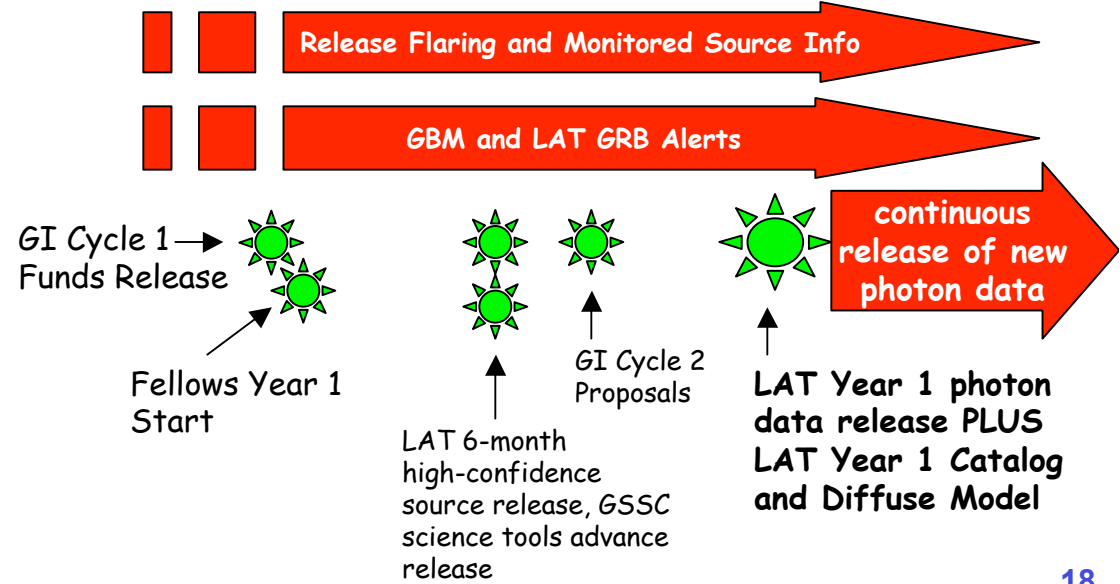 Release Flaring and Monitored Source Info
GBM and LAT GRB Alerts
continuous
release of new
photon data
GI Cycle 1
Funds Release
Fellows Year 1
Start
LAT 6-month
high-confidence
source release, GSSC
science tools advance
release
GI Cycle 2
Proposals
LAT Year 1 photon
data release PLUS
LAT Year 1 Catalog
and Diffuse Model
18